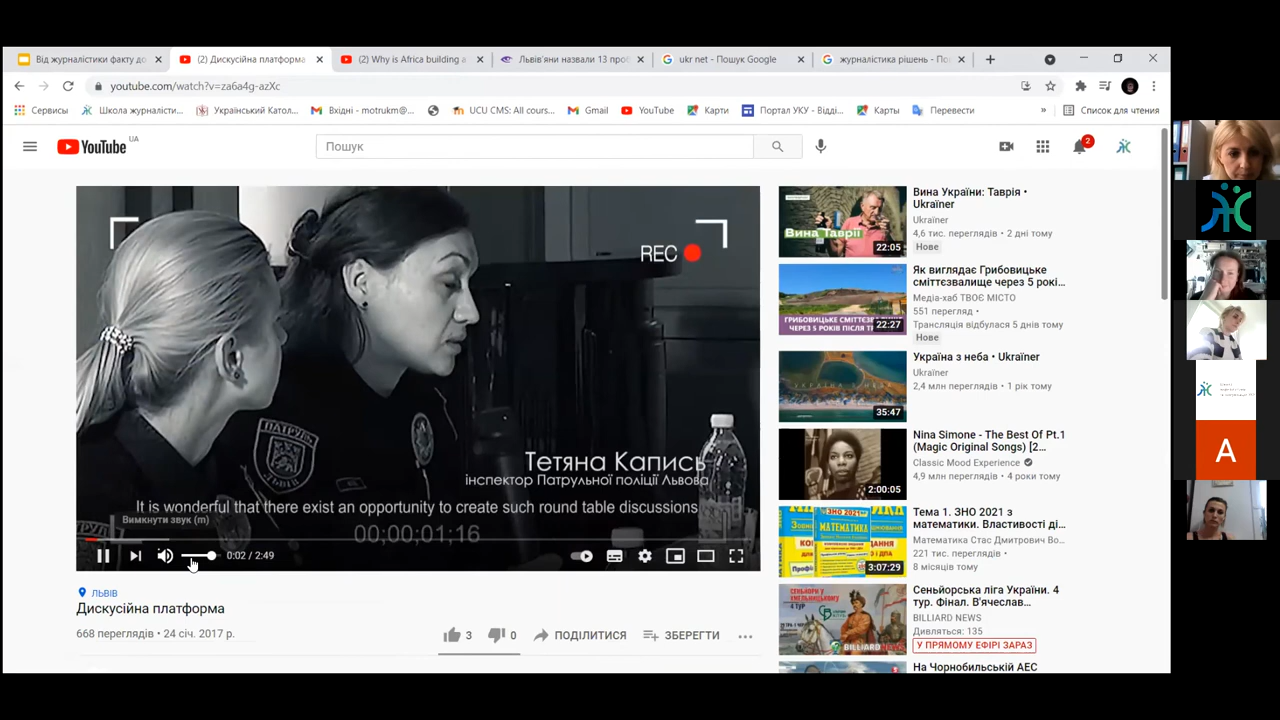 Від журналістики факту до
(2) Дискусійна платформа
(2) Why is Africa building a
Львів'яни назвали 13 про
ukr net - Пошук Google
журналістика рішень - По
youtube.com/watch?v=za6a4g-azXc
Сервисы
Школа журналісти...
Український Катол...
Вхідні - motrukm@...
UCU CMS: All cours...
Gmail
YouTube
Карти
Портал УКУ - Відді...
Карты
Перевести
»
Список для чтения
YouTube UA
Пошук
2
REC
ПАТРУЛЬ
Тетяна Капись
інспектор Патрульної поліції Львова
It is wonderful that there exist an opportunity to create such round table discussions
Вимкнути звук (m)
00;00;01;16
0:02 / 2:49
ЛЬВІВ
Дискусійна платформа
668 переглядів • 24 січ. 2017 р.
3
0
ПОДІЛИТИСЯ
ЗБЕРЕГТИ
Вина Таврії
22:05
Вина України: Таврія •
Ukraïner
Ukraïner
4,6 тис. переглядів • 2 дні тому
Нове
22:27
Як виглядає Грибовицьке
сміттєзвалище через 5 рокі...
Медіа-хаб ТВОЄ МІСТО
551 перегляд •
Трансляція відбулася 5 днів тому
Нове
35:47
Україна з неба • Ukraïner
Ukraïner
2,4 млн переглядів • 1 рік тому
2:00:05
Nina Simone - The Best Of Pt.1
(Magic Original Songs) [2...
Classic Mood Experience
4,9 млн переглядів • 4 роки тому
МАТЕМАТИКА
3:07:29
Тема 1. ЗНО 2021 з
математики. Властивості ді...
Математика Стас Дмитрович Во...
221 тис. переглядів •
8 місяців тому
BILLIARD NEWS
Сеньйорська ліга України. 4
тур. Фінал. В'ячеслав...
BILLIARD NEWS
Дивляться: 135
У ПРЯМОМУ ЕФІРІ ЗАРАЗ
На Чорнобильській АЕС
A